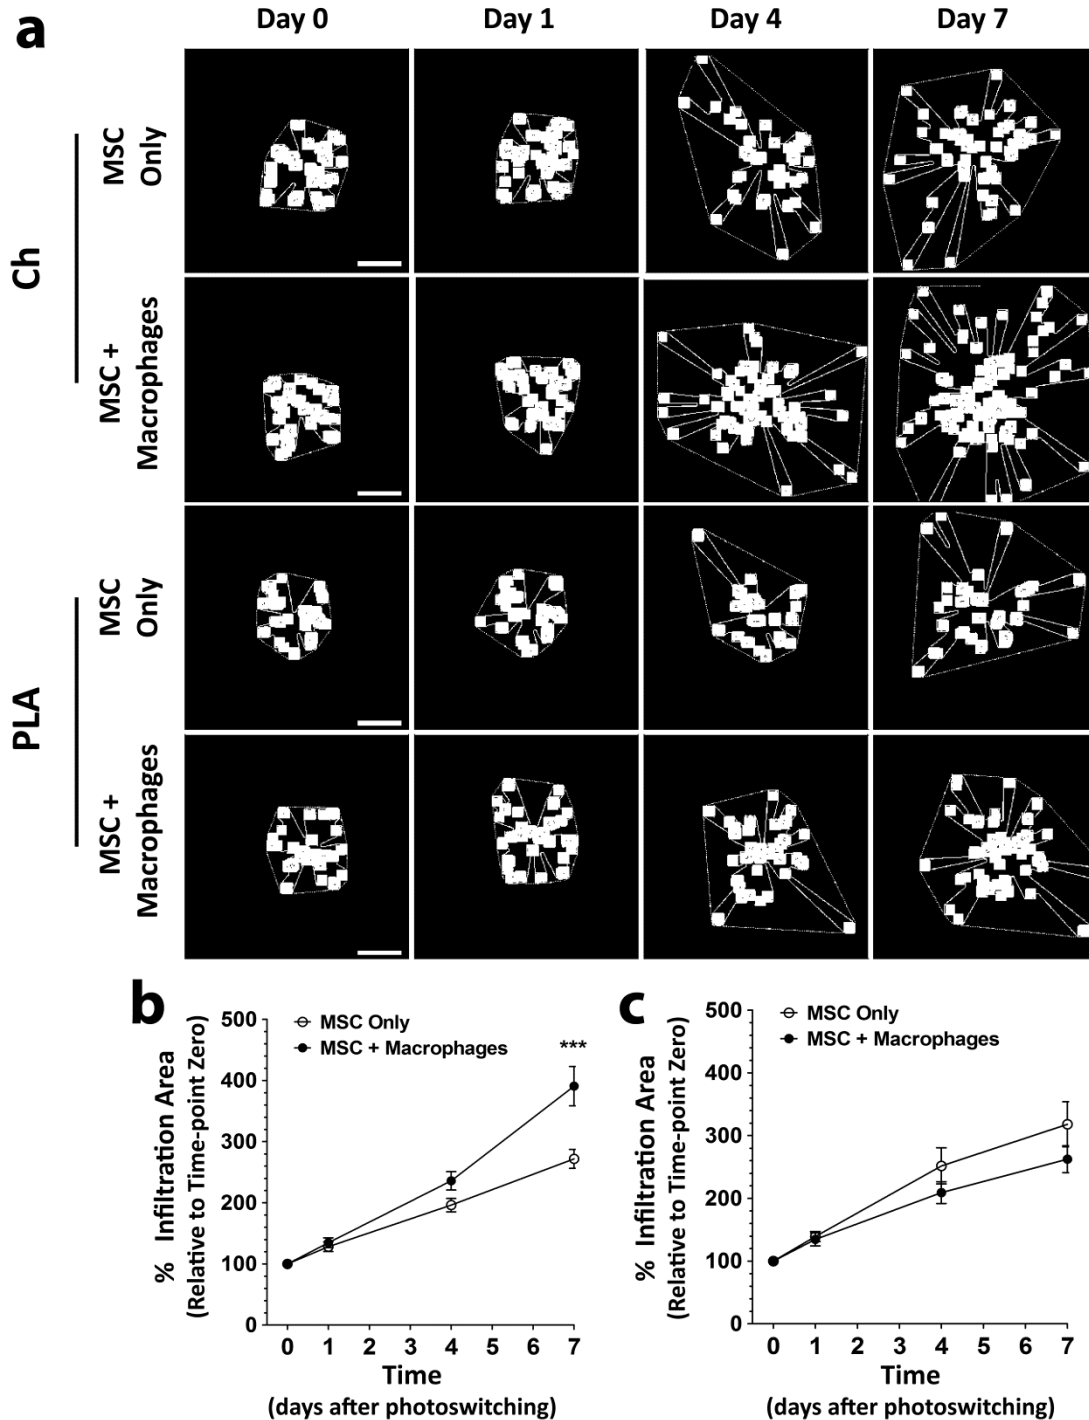 a
Day 0
Day 1
Day 4
Day 7
Ch
MSC
Only
MSC +
Macrophages
PLA
MSC
Only
MSC +
Macrophages
b
% Infiltration Area
(Relative to Time-point Zero)
500
400
300
200
100
0
MSC Only
MSC + Macrophages
***
0 1 2 3 4 5 6 7
Time
(days after photoswitching)
c
% Infiltration Area
(Relative to Time-point Zero)
500
400
300
200
100
0
MSC Only
MSC + Macrophages
0 1 2 3 4 5 6 7
Time
(days after photoswitching)